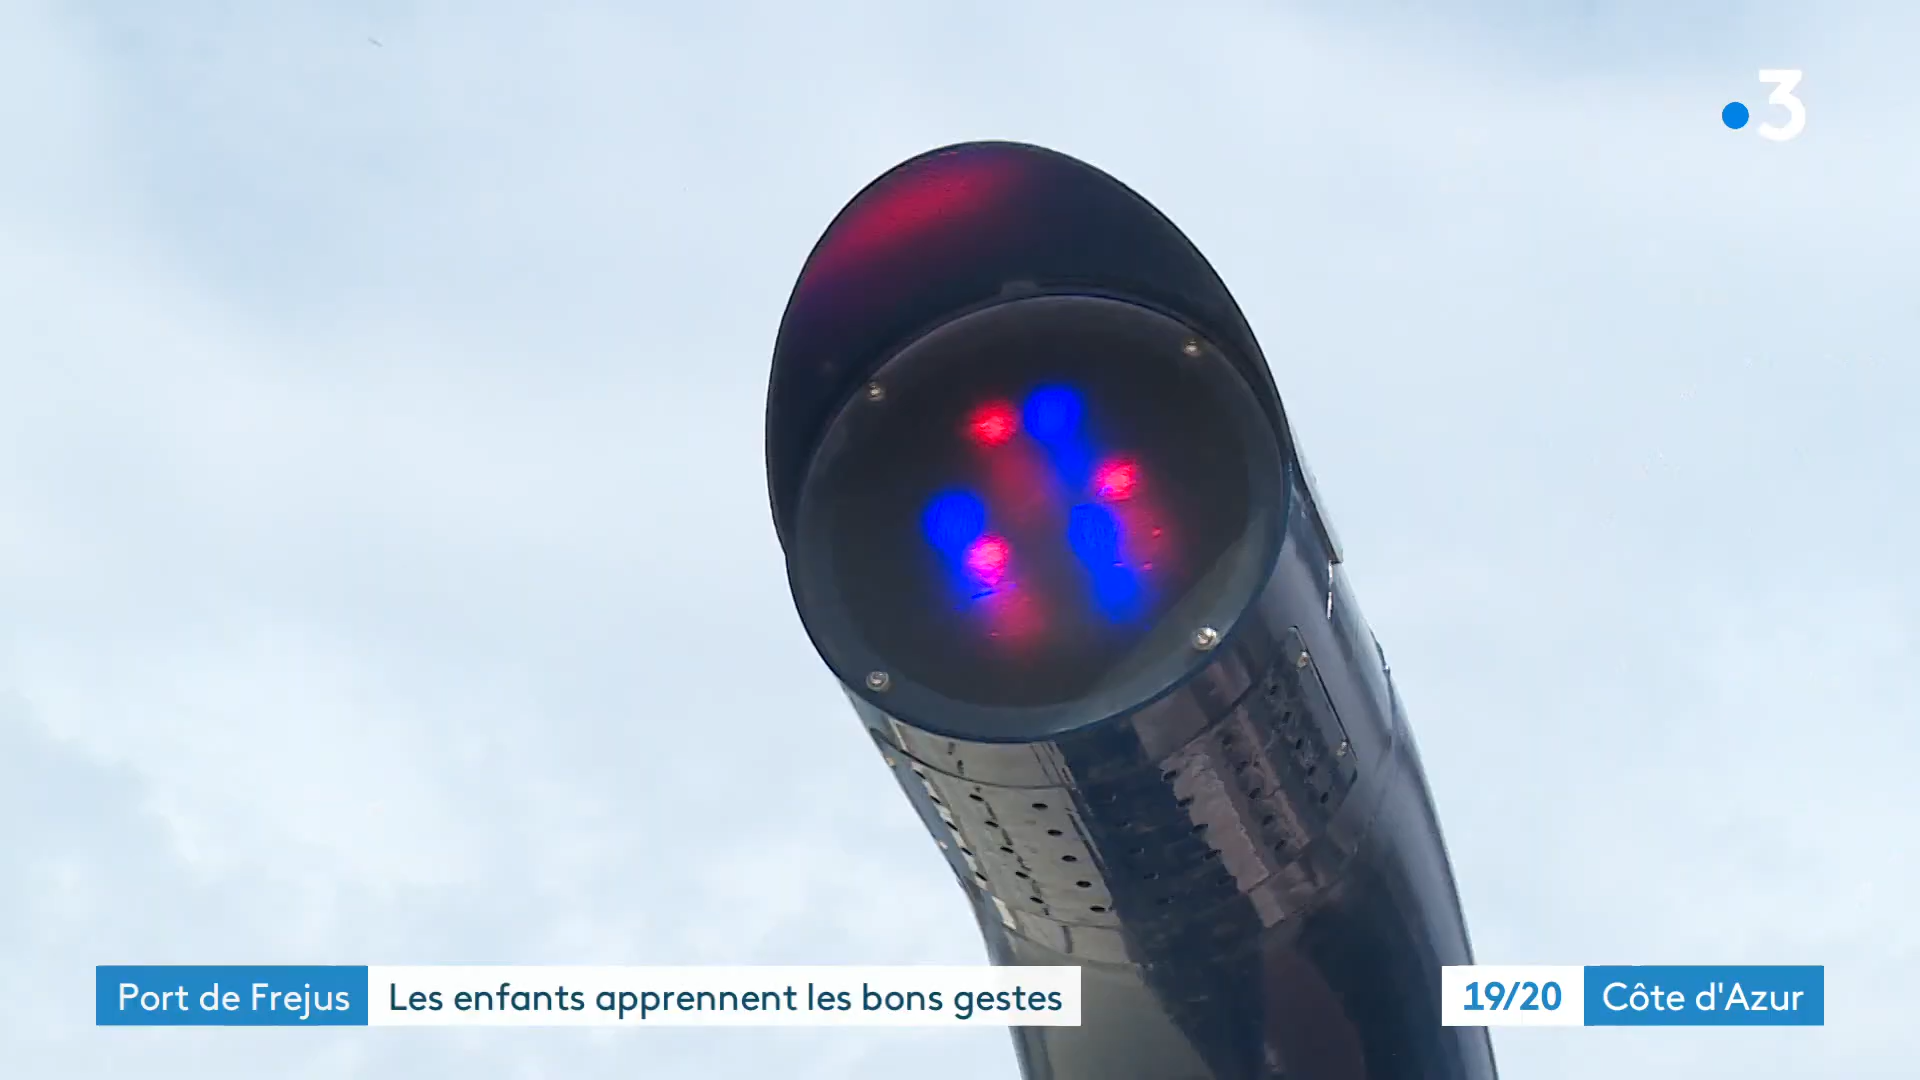 3
Port de Frejus
Les enfants apprennent les bons gestes
19/20
Côte d'Azur